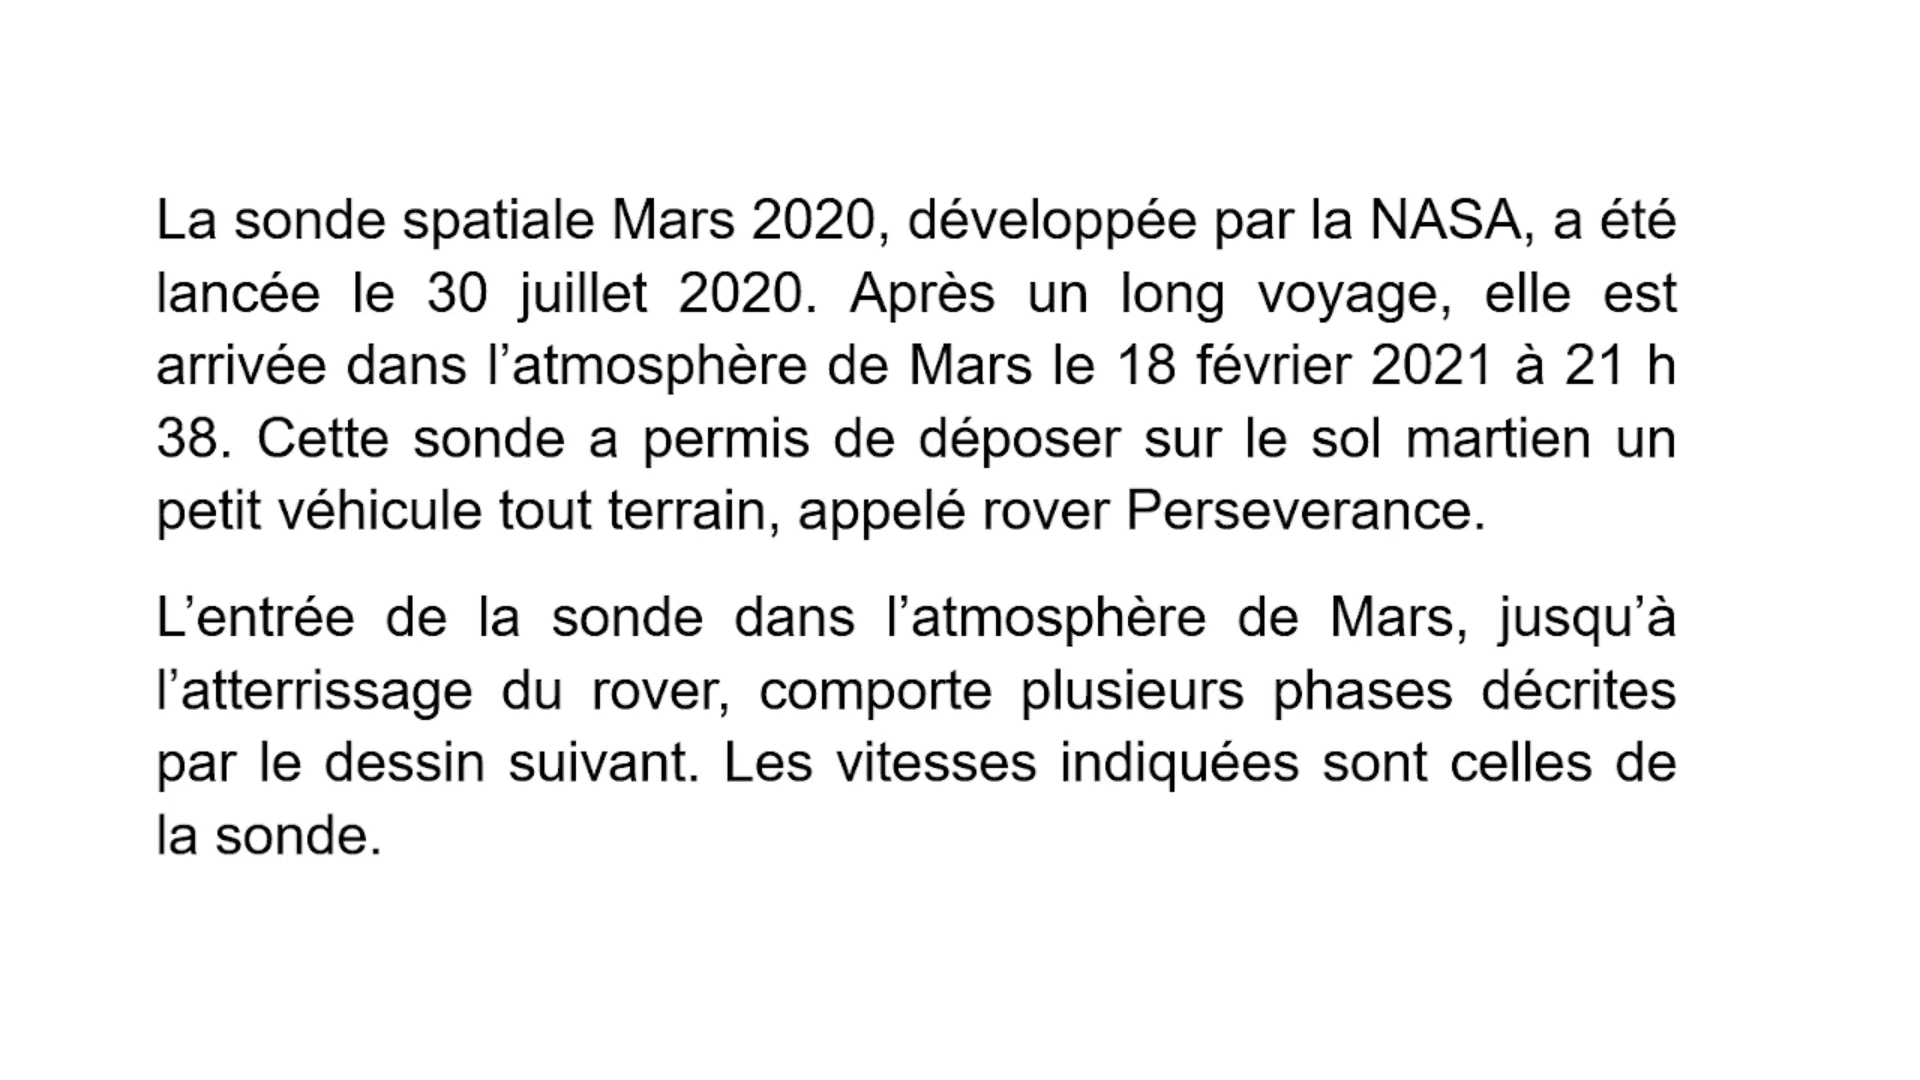 La sonde spatiale Mars 2020, développée par la NASA, a été
lancée le 30 juillet 2020. Après un long voyage, elle est
arrivée dans l’atmosphère de Mars le 18 février 2021 à 21 h
38. Cette sonde a permis de déposer sur le sol martien un
petit véhicule tout terrain, appelé rover Perseverance.
L’entrée de la sonde dans l’atmosphère de Mars, jusqu’à
l’atterrissage du rover, comporte plusieurs phases décrites
par le dessin suivant. Les vitesses indiquées sont celles de
la sonde.